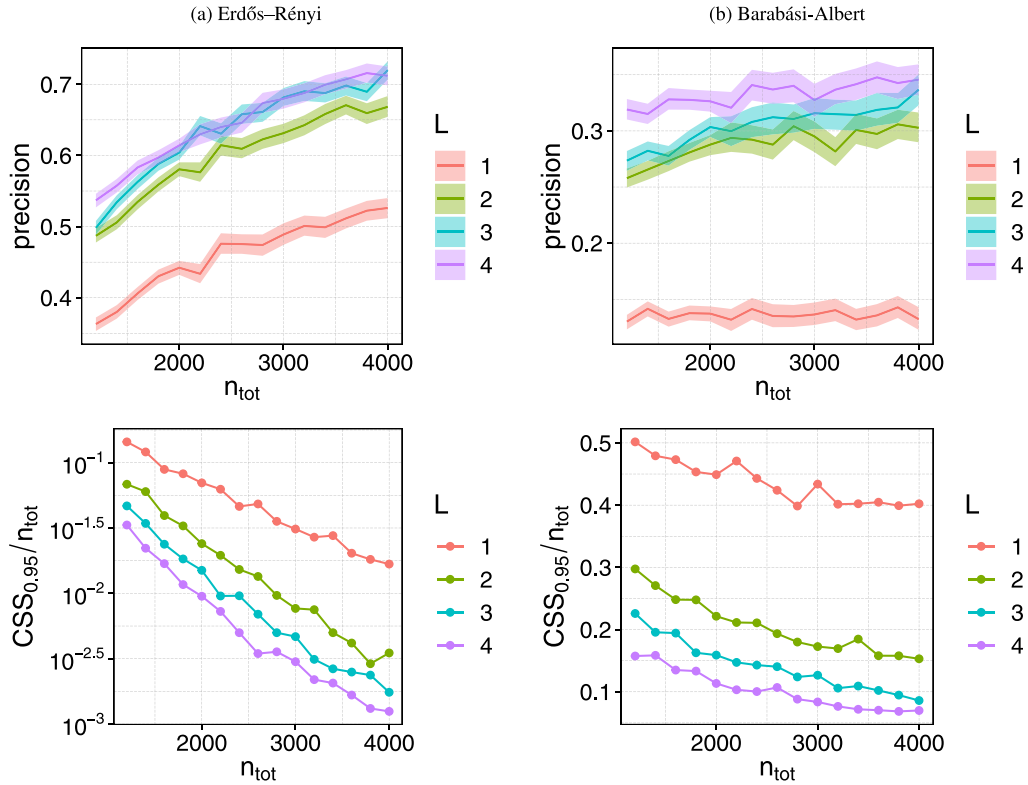 (a) Erdős–Rényi
(b) Barabási-Albert
precision
0.7
0.6
0.5
0.4
2000 3000 4000
n_tot
L
1
2
3
4
precision
0.3
0.2
2000 3000 4000
n_tot
L
1
2
3
4
CSS_0.95/n_tot
10^−1
10^−1.5
10^−2
10^−2.5
10^−3
2000 3000 4000
n_tot
L
1
2
3
4
CSS_0.95/n_tot
0.5
0.4
0.3
0.2
0.1
2000 3000 4000
n_tot
L
1
2
3
4